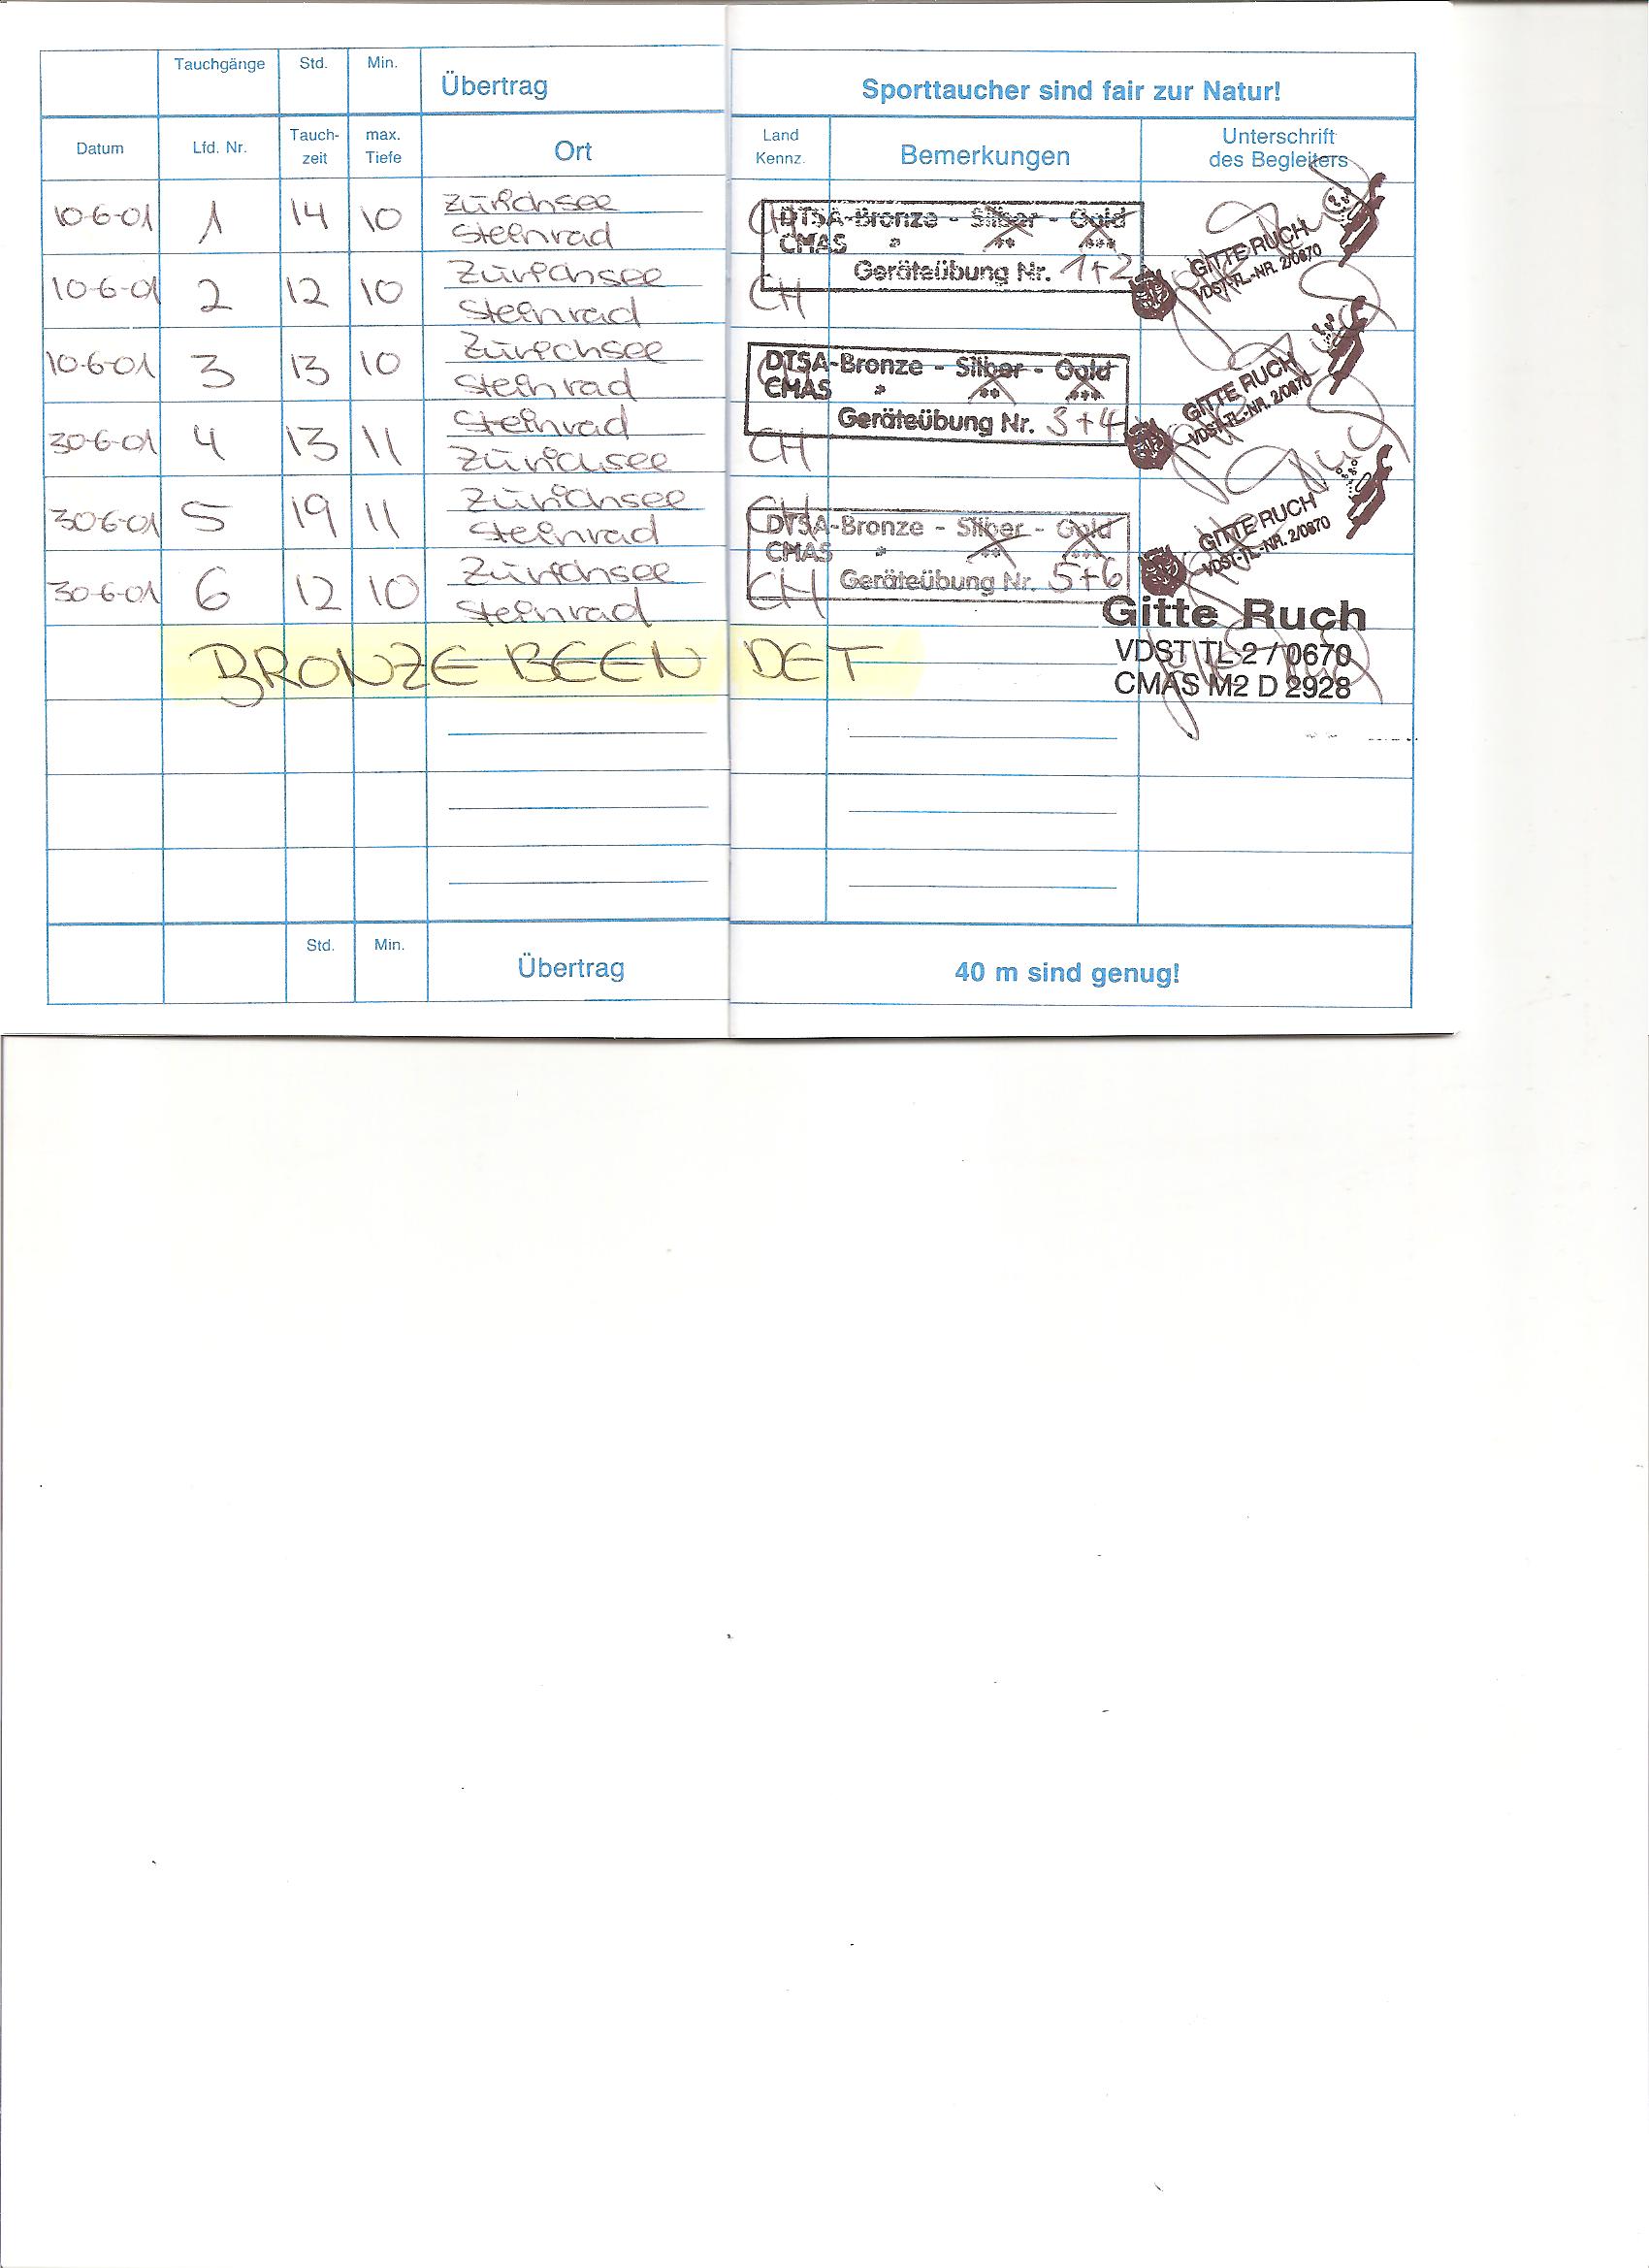 Tauchgänge Std. Min. Übertrag Sporttaucher sind fair zur Natur!
Datum Lfd. Nr. Tauch-zeit max. Tiefe Ort Land Kennz. Bemerkungen Unterschrift des Begleiters
10-6-01 1 14 10 Zürichsee CH DTSA-Bronze - Silber - Gold
Steinrad CMAS * ** ***
Geräteübung Nr. 1+2
GITTE RUCH
VDST-TL-NR. 2/0670
10-6-01 2 12 10 Zürichsee CH
Steinrad
10-6-01 3 13 10 Zürichsee CH DTSA-Bronze - Silber - Gold
Steinrad CMAS * ** ***
Geräteübung Nr. 3+4
GITTE RUCH
VDST-TL-NR. 2/0670
30-6-01 4 13 11 Steinrad CH
Zürichsee
30-6-01 5 19 11 Zürichsee CH DTSA-Bronze - Silber - Gold
Steinrad CMAS * ** ***
Geräteübung Nr. 5+6
GITTE RUCH
VDST-TL-NR. 2/0670
30-6-01 6 12 10 Zürichsee CH
Steinrad
Gitte Ruch
VDST TL 2 / 0670
CMAS M2 D 2928
BRONZE BEENDET
Std. Min. Übertrag 40 m sind genug!